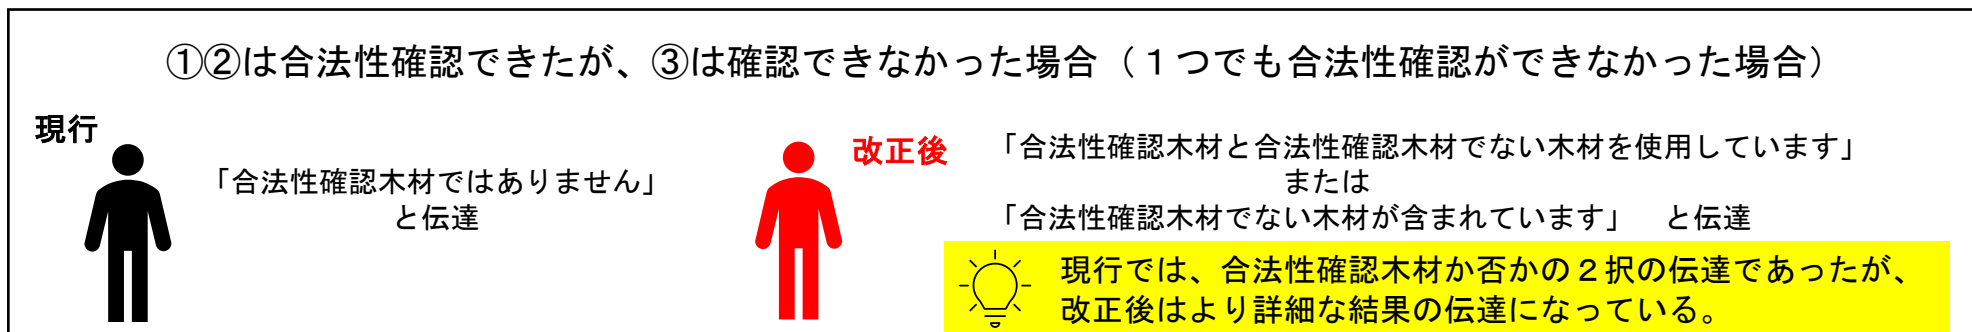 ①②は合法性確認できたが、③は確認できなかった場合（１つでも合法性確認ができなかった場合）
現行
「合法性確認木材ではありません」
と伝達
改正後
「合法性確認木材と合法性確認木材でない木材を使用しています」
または
「合法性確認木材でない木材が含まれています」　と伝達
現行では、合法性確認木材か否かの２択の伝達であったが、
改正後はより詳細な結果の伝達になっている。